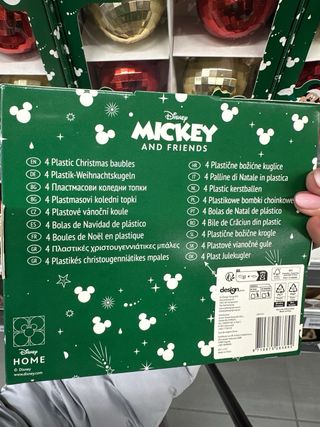 Disney
MICKEY
AND FRIENDS
EN 4 Plastic Christmas baubles
DE 4 Plastik-Weihnachtskugeln
BG 4 Пластмасови коледни топки
BG 4 Plastmasovi koledni topki
CZ 4 Plastové vánoční koule
ES 4 Bolas de Navidad de plástico
FR 4 Boules de Noël en plastique
GR 4 Πλαστικές χριστουγεννιάτικες μπάλες
GR 4 Plastikés christougenniátikes mpales
HR 4 Plastične božićne kuglice
IT 4 Palline di Natale in plastica
NL 4 Plastic kerstballen
PL 4 Plastikowe bombki choinkowe
PT 4 Bolas de Natal de plástico
RO 4 Bile de Crăciun din plastic
4 Plastične božične krogle
SK 4 Plastové vianočné gule
DK 4 Plast Julekugler
design
Disney
HOME
© Disney
www.disney.com